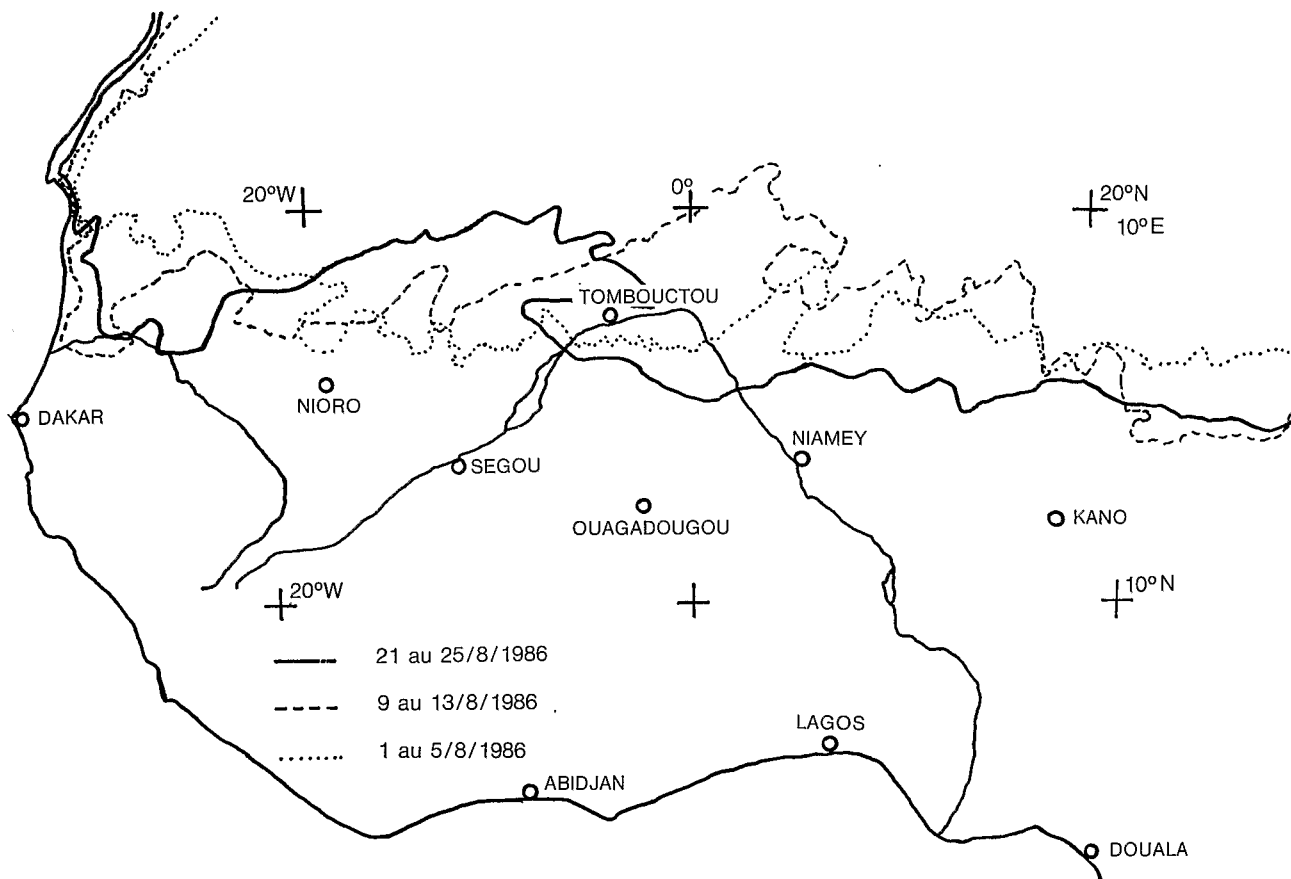 20°W
0°
20°N
10°E
TOMBOUCTOU
NIORO
DAKAR
NIAMEY
SEGOU
OUAGADOUGOU
KANO
20°W
10°N
21 au 25/8/1986
9 au 13/8/1986
1 au 5/8/1986
LAGOS
ABIDJAN
DOUALA